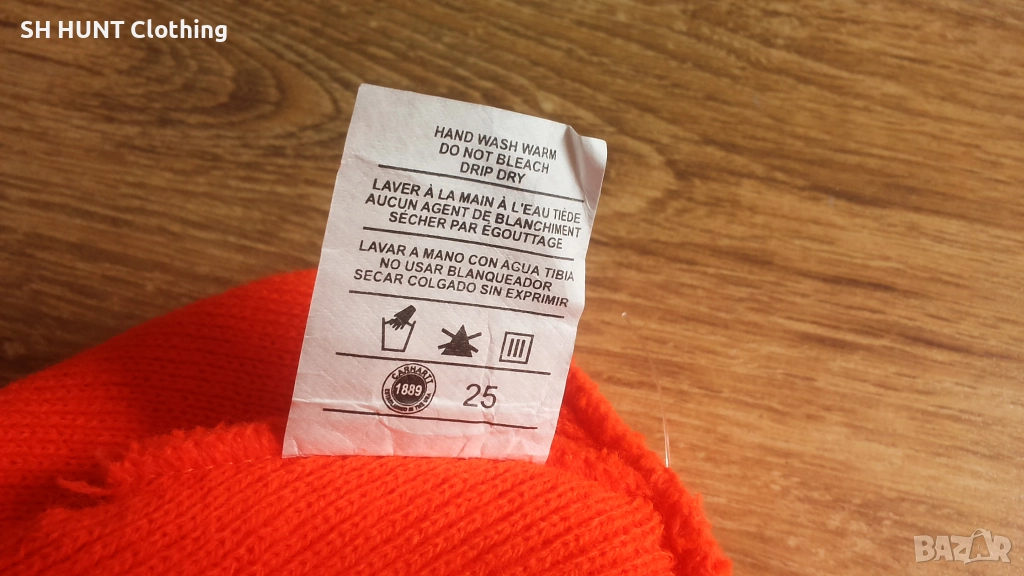 SH HUNT Clothing
HAND WASH WARM
DO NOT BLEACH
DRIP DRY
LAVER À LA MAIN À L'EAU TIÈDE
AUCUN AGENT DE BLANCHIMENT
SÉCHER PAR ÉGOUTTAGE
LAVAR A MANO CON AGUA TIBIA
NO USAR BLANQUEADOR
SECAR COLGADO SIN EXPRIMIR
CARHARTT
1889
25
BAZAR